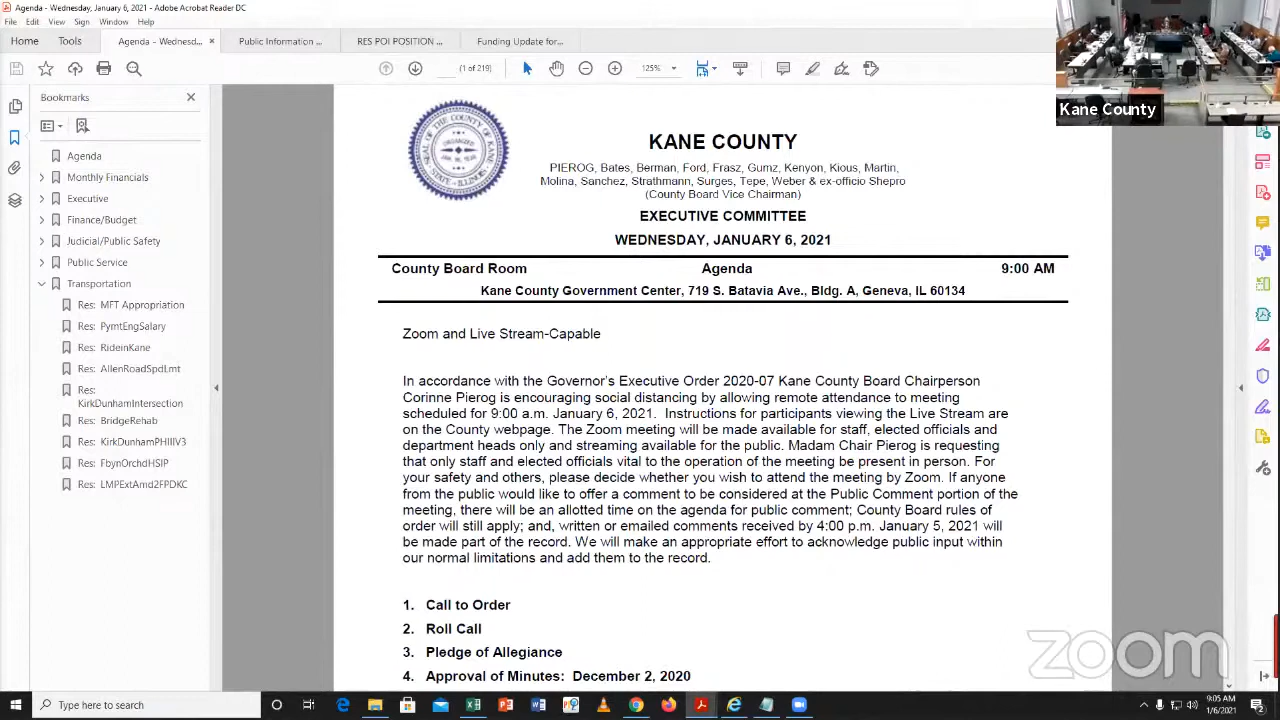 Agenda - Wednesday, January 6, 2021 - Adobe Acrobat Reader DC
File Edit View Sign Window Help
Home Tools Agenda - Wednesd... × Public Information ... RES POI POSITION ... Funding Update for...
(1 of 219) 125%
Kane County
Bookmarks
Agenda
Monthly Financials
Executive
Finance/Budget
Judicial/Public Safety
Public Service
Transportation
Res: MFT Appropriation
Res: PymtEngSalary
Res: RideinKane
Res: AllenRoadSpdLmt
Res:
KirkDunhamIntersection
Res: BridgeRehab
Res: KirkDunhamPHIIIV3
Res: FbynOrchdHSIP
Res: LMPExtAmd2FPDKC
SEAL OF THE COUNTY OF KANE
STATE OF ILLINOIS
ORGANIZED
JAN. 16, 1836
KANE COUNTY
PIEROG, Bates, Berman, Ford, Frasz, Gumz, Kenyon, Kious, Martin,
Molina, Sanchez, Strathmann, Surges, Tepe, Weber & ex-officio Shepro
(County Board Vice Chairman)
EXECUTIVE COMMITTEE
WEDNESDAY, JANUARY 6, 2021
County Board Room Agenda 9:00 AM
Kane County Government Center, 719 S. Batavia Ave., Bldg. A, Geneva, IL 60134
Zoom and Live Stream-Capable
In accordance with the Governor's Executive Order 2020-07 Kane County Board Chairperson
Corinne Pierog is encouraging social distancing by allowing remote attendance to meeting
scheduled for 9:00 a.m. January 6, 2021. Instructions for participants viewing the Live Stream are
on the County webpage. The Zoom meeting will be made available for staff, elected officials and
department heads only and streaming available for the public. Madam Chair Pierog is requesting
that only staff and elected officials vital to the operation of the meeting be present in person. For
your safety and others, please decide whether you wish to attend the meeting by Zoom. If anyone
from the public would like to offer a comment to be considered at the Public Comment portion of the
meeting, there will be an allotted time on the agenda for public comment; County Board rules of
order will still apply; and, written or emailed comments received by 4:00 p.m. January 5, 2021 will
be made part of the record. We will make an appropriate effort to acknowledge public input within
our normal limitations and add them to the record.
1. Call to Order
2. Roll Call
3. Pledge of Allegiance
4. Approval of Minutes: December 2, 2020
zoom
Type here to search
9:05 AM
1/6/2021